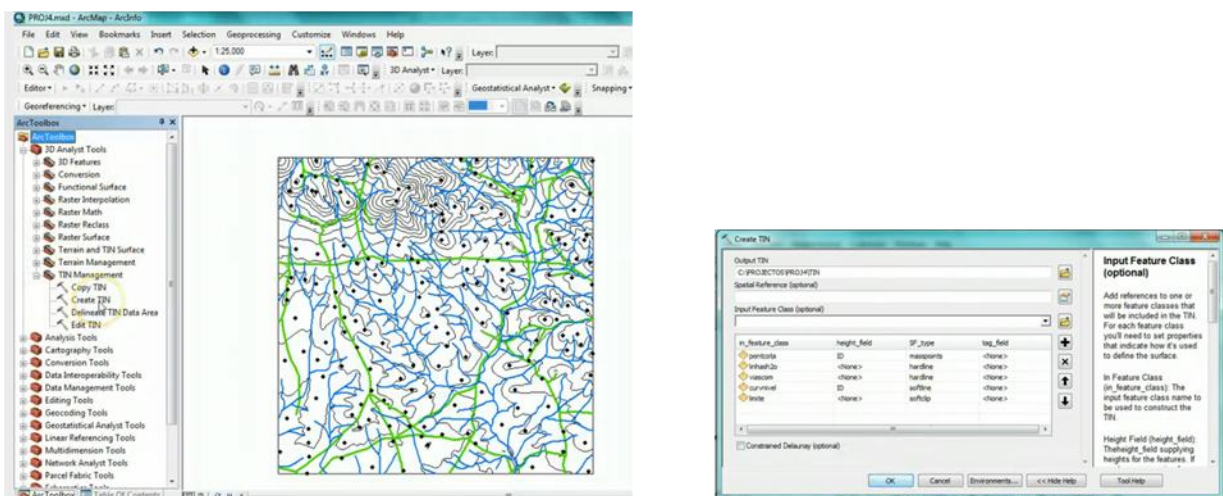 PROJ4.mxd - ArcMap - ArcInfo
File Edit View Bookmarks Insert Selection Geoprocessing Customize Windows Help
1:25,000 Layer:
3D Analyst Layer:
Editor Geostatistical Analyst Snapping
Georeferencing Layer:
ArcToolbox
ArcToolbox
3D Analyst Tools
3D Features
Conversion
Functional Surface
Raster Interpolation
Raster Math
Raster Reclass
Raster Surface
Terrain and TIN Surface
Terrain Management
TIN Management
Copy TIN
Create TIN
Delineate TIN Data Area
Edit TIN
Analysis Tools
Cartography Tools
Conversion Tools
Data Interoperability Tools
Data Management Tools
Editing Tools
Geocoding Tools
Geostatistical Analyst Tools
Linear Referencing Tools
Multidimension Tools
Network Analyst Tools
Parcel Fabric Tools
ArcToolbox Table Of Contents
Create TIN
Output TIN
C:\PROJECTOS\PROJ4\TIN
Spatial Reference (optional)
Input Feature Class (optional)
in_feature_class height_field SF_type tag_field
pontcota ID masspoints <None>
linhash2o <None> hardline <None>
viascom <None> hardline <None>
curvnivel ID softline <None>
limite <None> softclip <None>
Constrained Delaunay (optional)
OK Cancel Environments... << Hide Help Tool Help
Input Feature Class
(optional)
Add references to one or
more feature classes that
will be included in the TIN.
For each feature class
you'll need to set properties
that indicate how it's used
to define the surface.
In Feature Class
(in_feature_class): The
input feature class name to
be used to construct the
TIN.
Height Field (height_field):
Theheight_field supplying
heights for the features. If